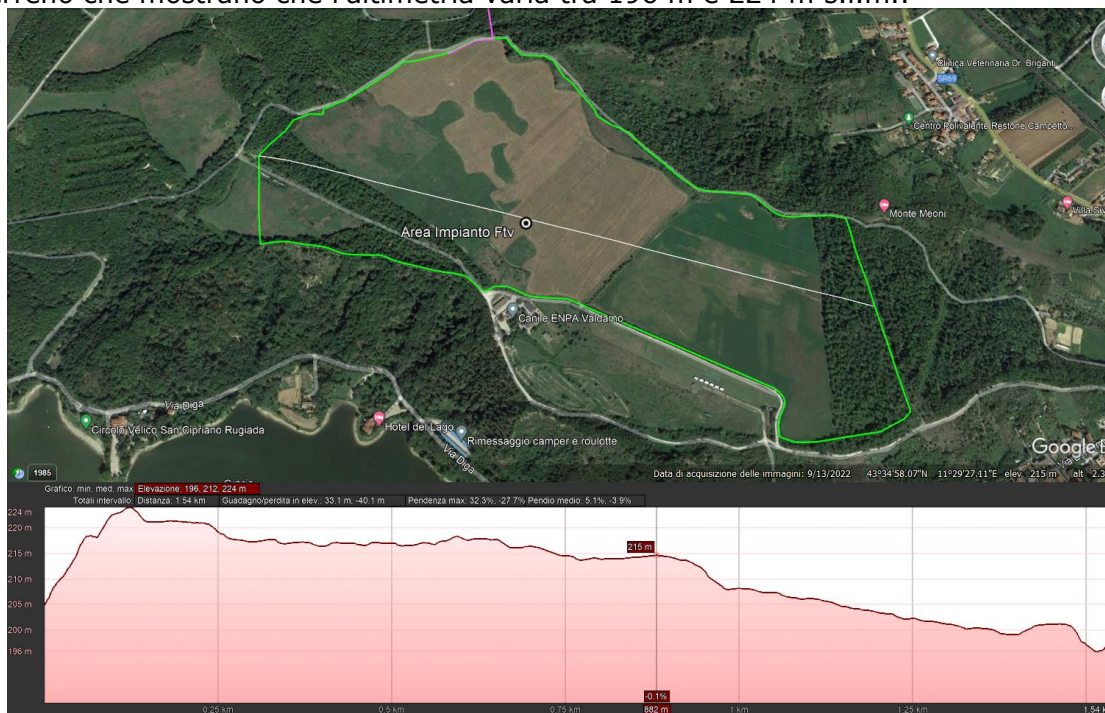 terreno che mostrano che l'altimetria varia tra 196 m e 224 m s.l.m..
Clinica Veterinaria Dr. Briganti
SR69
Centro Polivalente Restone Campetto...
Monte Meoni
Area Impianto Ftv
Canile ENPA Valdarno
Via Diga
Circolo Velico San Cipriano Rugiada
Hotel del Lago
Rimessaggio camper e roulotte
Via Diga
1985
Data di acquisizione delle immagini: 9/13/2022 43°34'58.07"N 11°29'27.11"E elev. 215 m alt 2.3
Grafico: min, med, max Elevazione: 196, 212, 224 m
Totali intervallo: Distanza: 1.54 km Guadagno/perdita in elev.: 33.1 m, -40.1 m Pendenza max: 32.3%, -27.7% Pendio medio: 5.1%, -3.9%
224 m
220 m
215 m
215 m
210 m
205 m
200 m
196 m
-0.1%
0.25 km 0.5 km 0.75 km 882 m 1 km 1.25 km 1.54